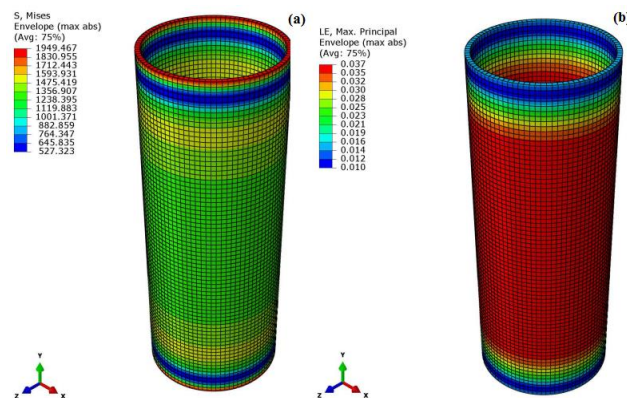 S, Mises
Envelope (max abs)
(Avg: 75%)
1949.467
1830.955
1712.443
1593.931
1475.419
1356.907
1238.395
1119.883
1001.371
882.859
764.347
645.835
527.323
(a)
Y
Z
X
LE, Max. Principal
Envelope (max abs)
(Avg: 75%)
0.037
0.035
0.032
0.030
0.028
0.025
0.023
0.021
0.019
0.016
0.014
0.012
0.010
(b)
Y
Z
X